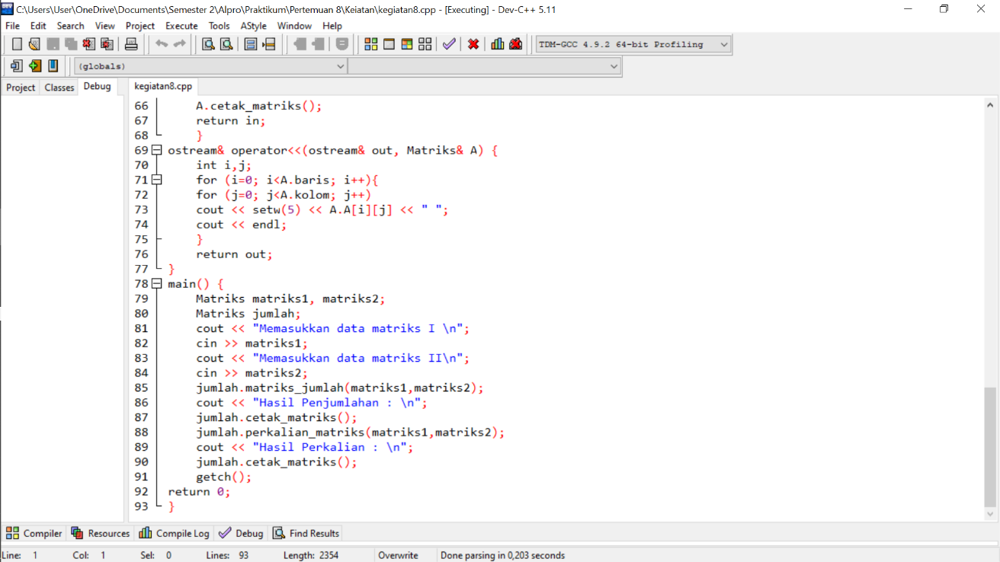 C:\Users\User\OneDrive\Documents\Semester 2\Alpro\Praktikum\Pertemuan 8\Keiatan\kegiatan8.cpp - [Executing] - Dev-C++ 5.11
File Edit Search View Project Execute Tools AStyle Window Help
TDM-GCC 4.9.2 64-bit Profiling
(globals)
Project Classes Debug kegiatan8.cpp
66 A.cetak_matriks();
67 return in;
68 }
69 ostream& operator<<(ostream& out, Matriks& A) {
70 int i,j;
71 for (i=0; i<A.baris; i++){
72 for (j=0; j<A.kolom; j++)
73 cout << setw(5) << A.A[i][j] << " ";
74 cout << endl;
75 }
76 return out;
77 }
78 main() {
79 Matriks matriks1, matriks2;
80 Matriks jumlah;
81 cout << "Memasukkan data matriks I \n";
82 cin >> matriks1;
83 cout << "Memasukkan data matriks II\n";
84 cin >> matriks2;
85 jumlah.matriks_jumlah(matriks1,matriks2);
86 cout << "Hasil Penjumlahan : \n";
87 jumlah.cetak_matriks();
88 jumlah.perkalian_matriks(matriks1,matriks2);
89 cout << "Hasil Perkalian : \n";
90 jumlah.cetak_matriks();
91 getch();
92 return 0;
93 }
Compiler Resources Compile Log Debug Find Results
Line: 1 Col: 1 Sel: 0 Lines: 93 Length: 2354 Overwrite Done parsing in 0,203 seconds